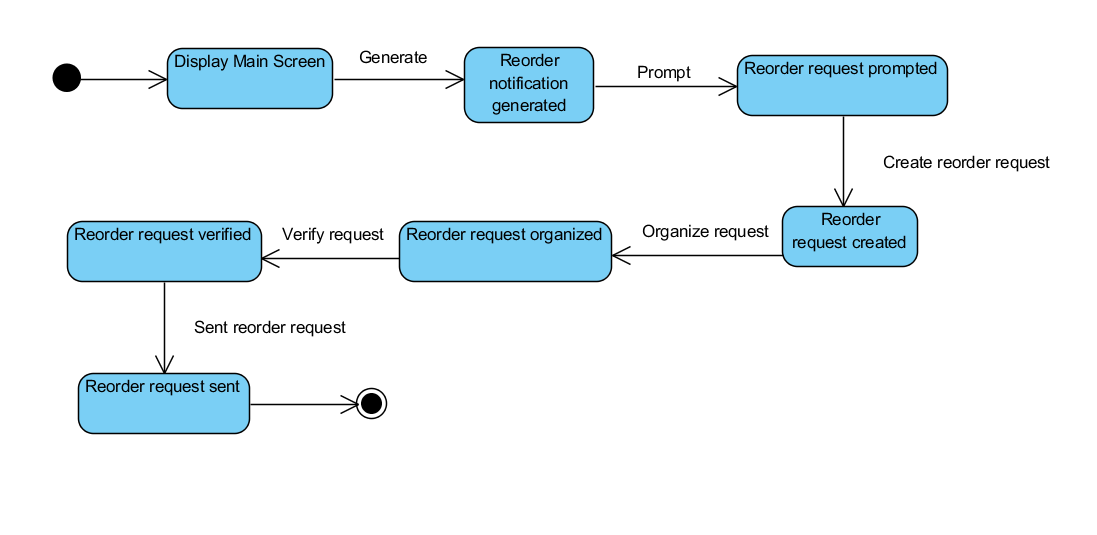 Display Main Screen
Generate
Reorder
notification
generated
Prompt
Reorder request prompted
Create reorder request
Reorder
request created
Organize request
Reorder request organized
Verify request
Reorder request verified
Sent reorder request
Reorder request sent